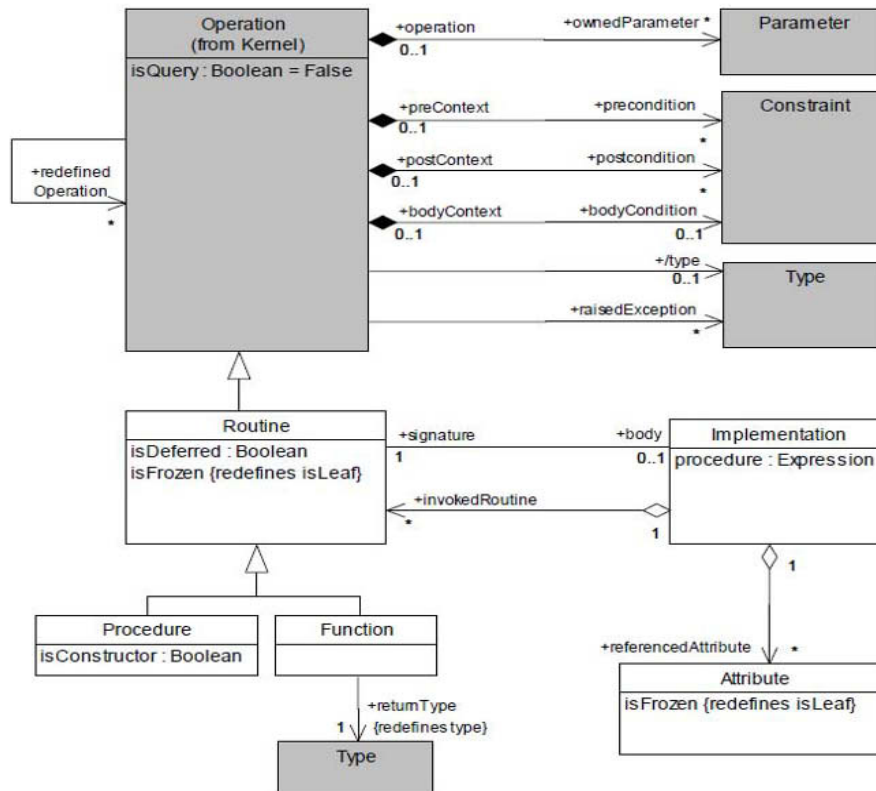 Operation
(from Kernel)
isQuery : Boolean = False
+operation
0..1
+ownedParameter *
Parameter
+preContext
0..1
+precondition
*
Constraint
+postContext
0..1
+postcondition
*
+bodyContext
0..1
+bodyCondition
0..1
+redefined
Operation
*
+/type
0..1
Type
+raisedException
*
Routine
isDeferred : Boolean
isFrozen {redefines isLeaf}
+signature
1
+body
0..1
Implementation
procedure : Expression
+invokedRoutine
*
1
1
Procedure
isConstructor : Boolean
Function
+referencedAttribute
*
Attribute
isFrozen {redefines isLeaf}
+returnType
1 {redefines type}
Type